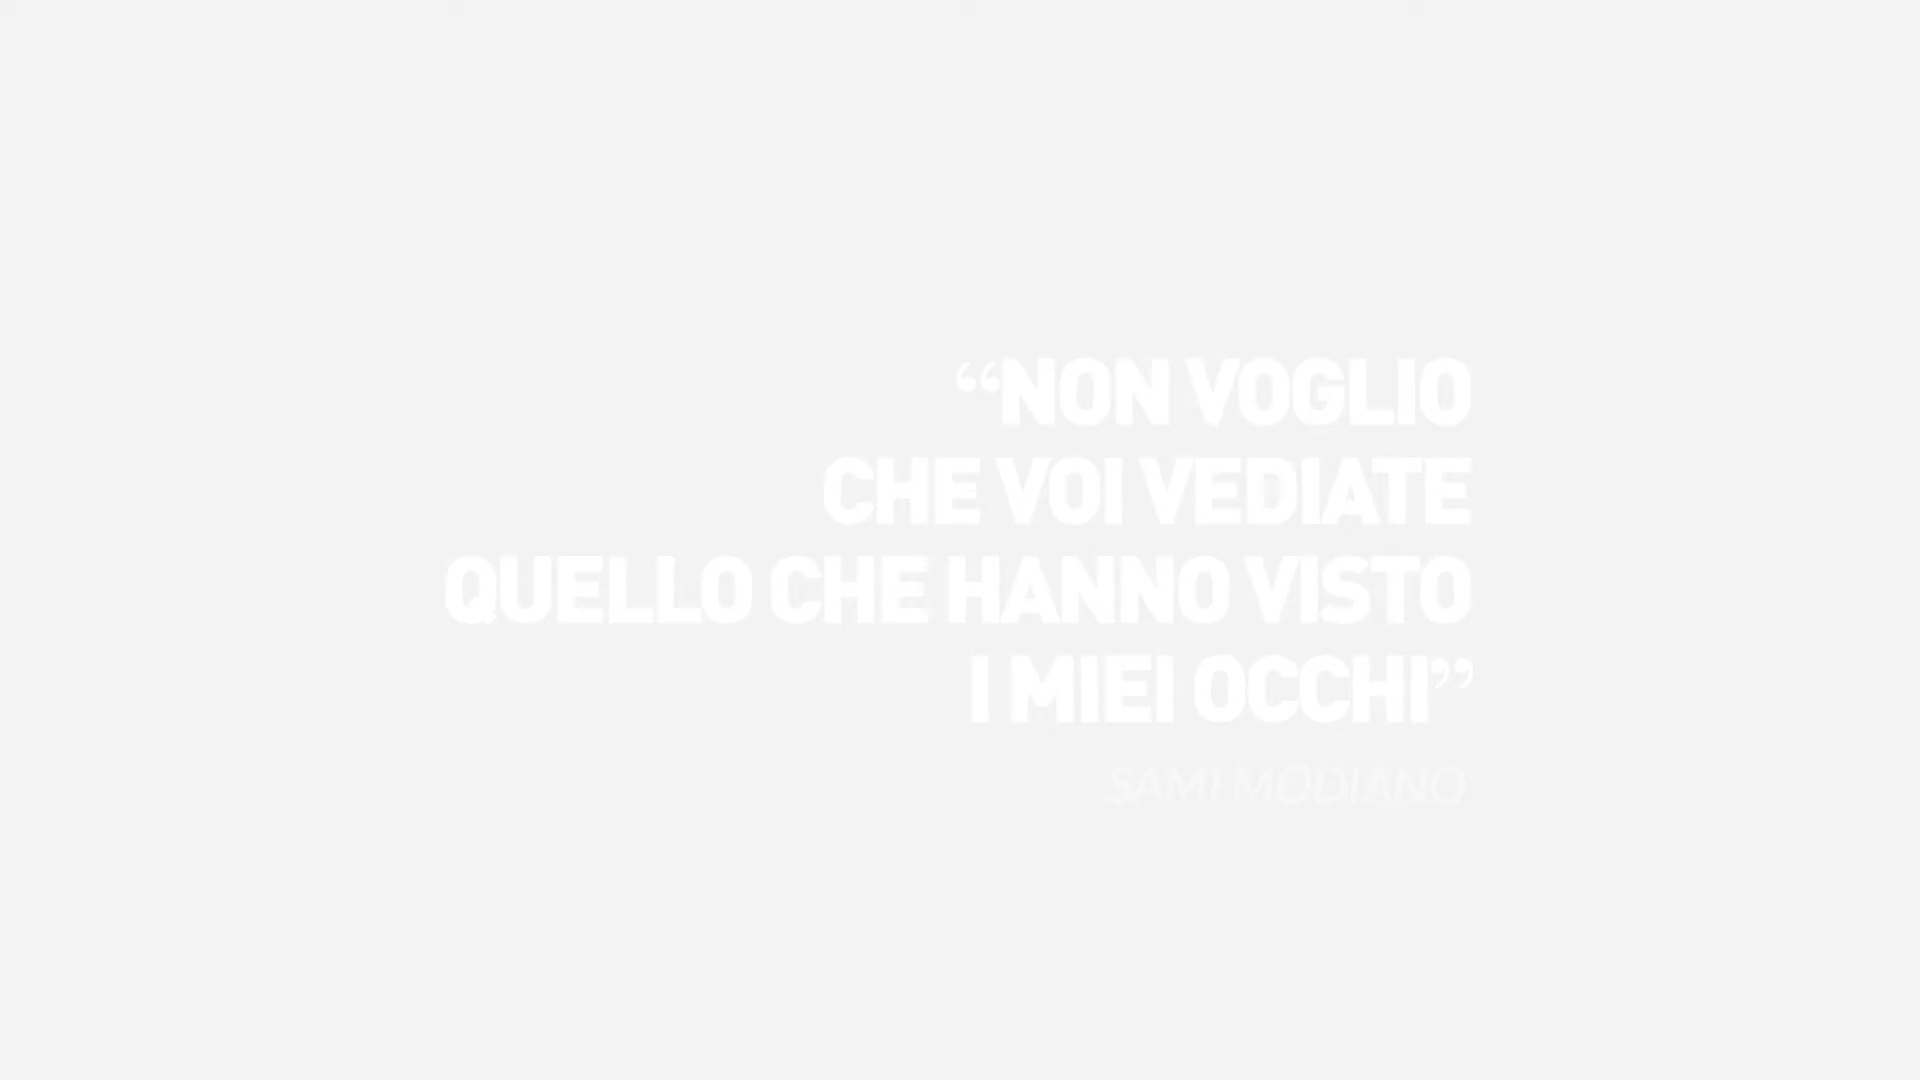 “NON VOGLIO
CHE VOI VEDIATE
QUELLO CHE HANNO VISTO
I MIEI OCCHI”
SAMI MODIANO